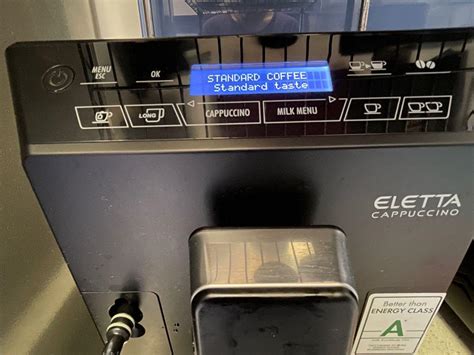 MENU
ESC
OK
STANDARD COFFEE
Standard taste
LONG
CAPPUCCINO
MILK MENU
ELETTA
CAPPUCCINO
Better than
ENERGY CLASS
A